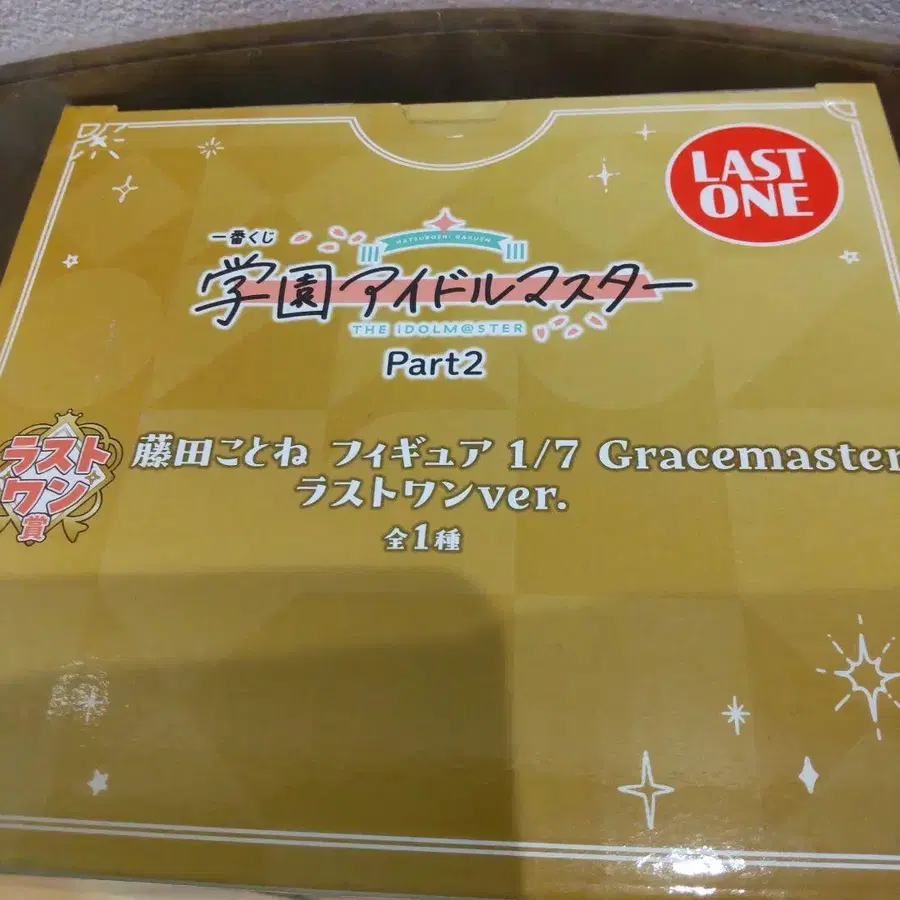 LAST
ONE
一番くじ
HATSUBOSHI GAKUEN
学園アイドルマスター
THE iDOLM@STER
Part2
ラスト
ワン
賞
藤田ことね フィギュア 1/7 Gracemaster
ラストワンver.
全1種